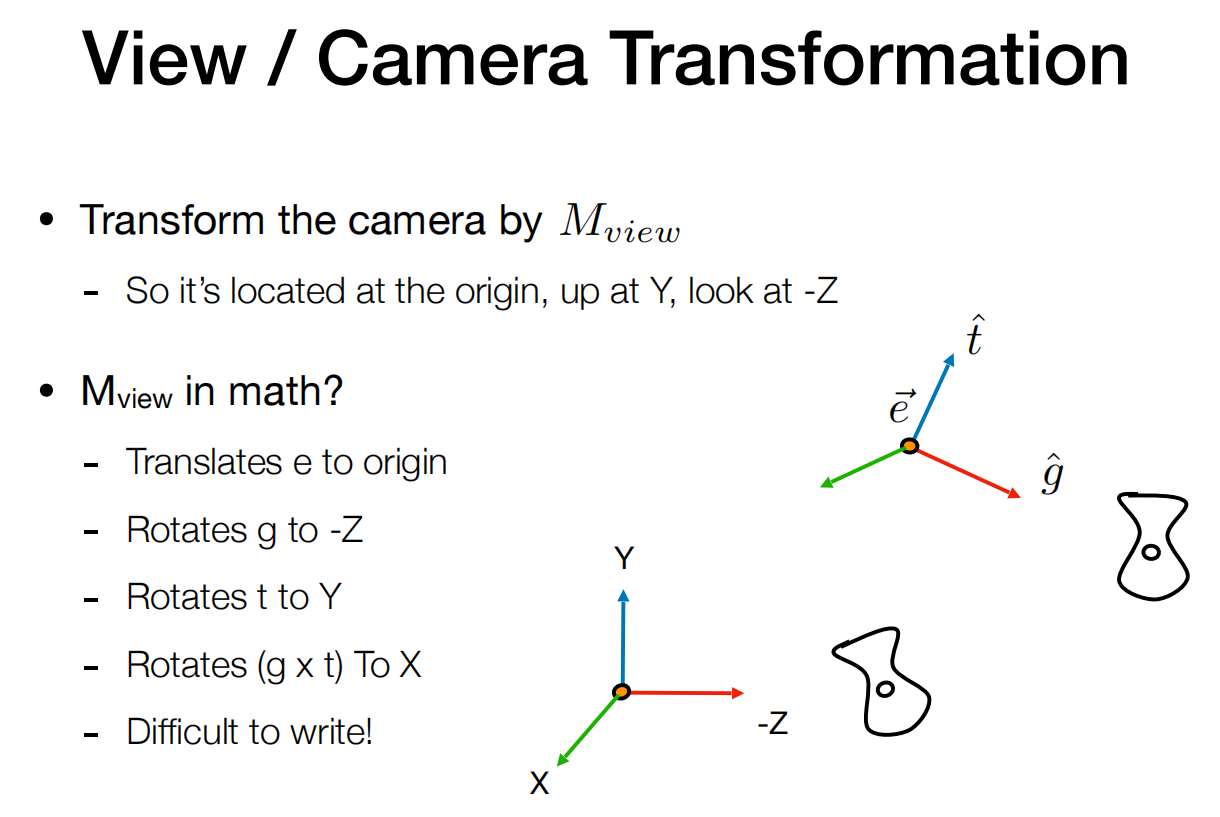 View / Camera Transformation
• Transform the camera by $M_{view}$
- So it’s located at the origin, up at Y, look at -Z
• M_{view} in math?
- Translates e to origin
- Rotates g to -Z
- Rotates t to Y
- Rotates (g x t) To X
- Difficult to write!
$\hat{t}$
$\vec{e}$
$\hat{g}$
Y
-Z
X